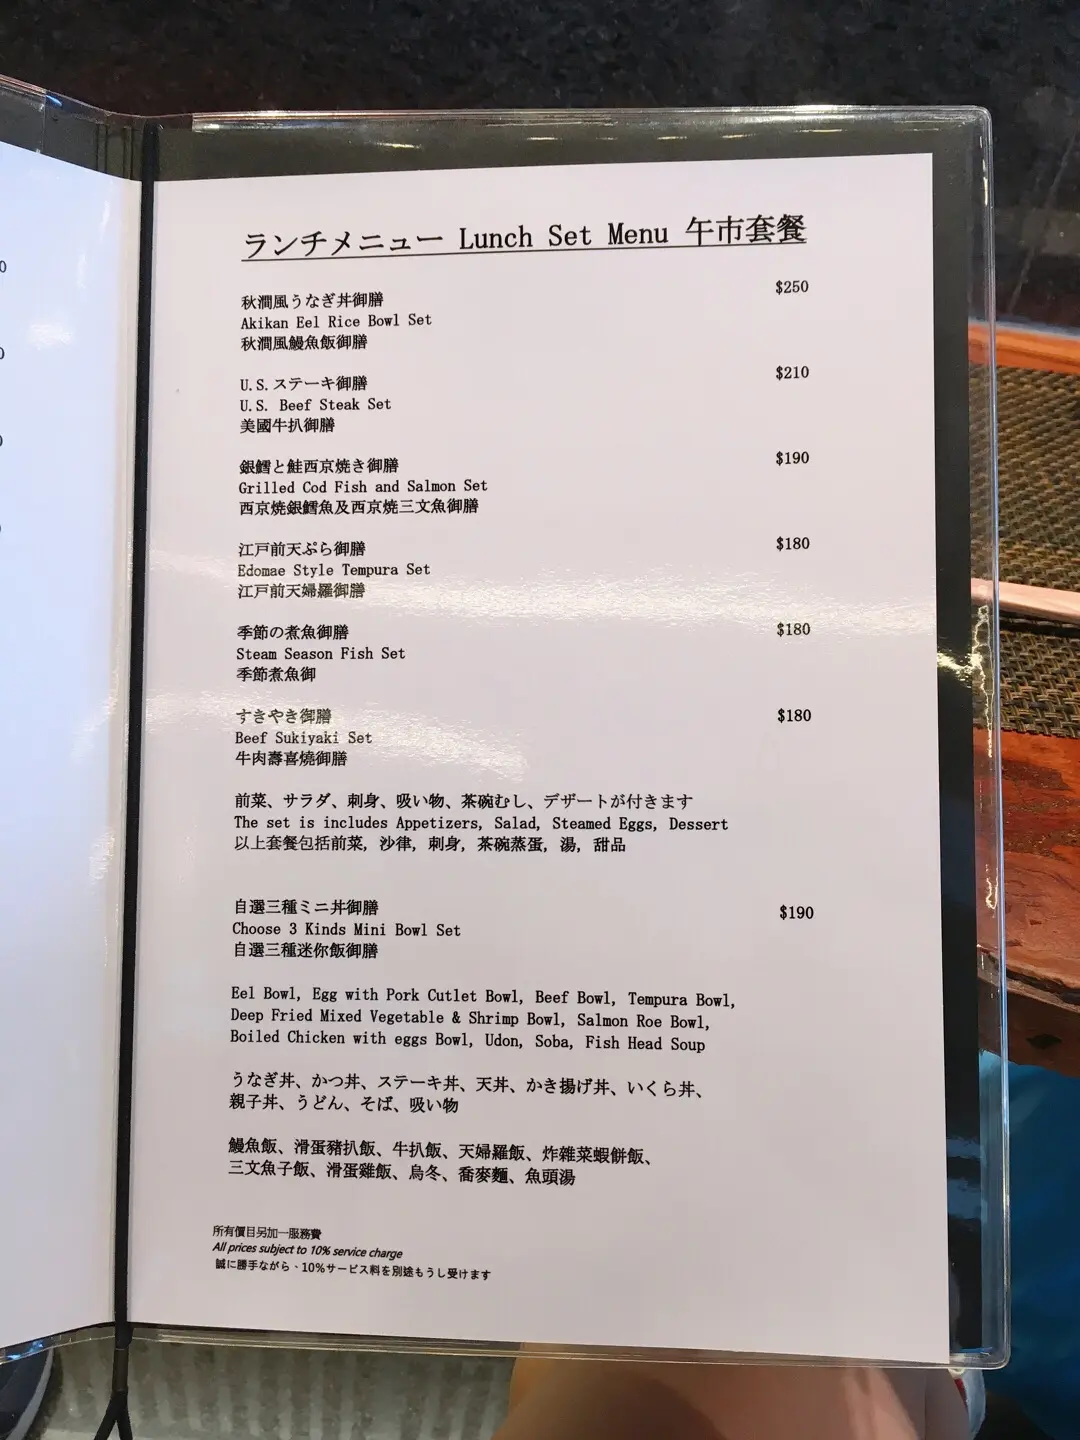 ランチメニュー Lunch Set Menu 午市套餐
秋澗風うなぎ丼御膳 $250
Akikan Eel Rice Bowl Set
秋澗風鰻魚飯御膳
U.S.ステーキ御膳 $210
U.S. Beef Steak Set
美國牛扒御膳
銀鱈と鮭西京焼き御膳 $190
Grilled Cod Fish and Salmon Set
西京焼銀鱈魚及西京焼三文魚御膳
江戸前天ぷら御膳 $180
Edomae Style Tempura Set
江戸前天婦羅御膳
季節の煮魚御膳 $180
Steam Season Fish Set
季節煮魚御
すきやき御膳 $180
Beef Sukiyaki Set
牛肉壽喜燒御膳
前菜、サラダ、刺身、吸い物、茶碗むし、デザートが付きます
The set is includes Appetizers, Salad, Steamed Eggs, Dessert
以上套餐包括前菜, 沙律, 刺身, 茶碗蒸蛋, 湯, 甜品
自選三種ミニ丼御膳 $190
Choose 3 Kinds Mini Bowl Set
自選三種迷你飯御膳
Eel Bowl, Egg with Pork Cutlet Bowl, Beef Bowl, Tempura Bowl,
Deep Fried Mixed Vegetable & Shrimp Bowl, Salmon Roe Bowl,
Boiled Chicken with eggs Bowl, Udon, Soba, Fish Head Soup
うなぎ丼、かつ丼、ステーキ丼、天丼、かき揚げ丼、いくら丼、
親子丼、うどん、そば、吸い物
鰻魚飯、滑蛋豬扒飯、牛扒飯、天婦羅飯、炸雜菜蝦餅飯、
三文魚子飯、滑蛋雞飯、烏冬、喬麥麵、魚頭湯
所有價目另加一服務費
All prices subject to 10% service charge
誠に勝手ながら、10%サービス料を別途もうし受けます